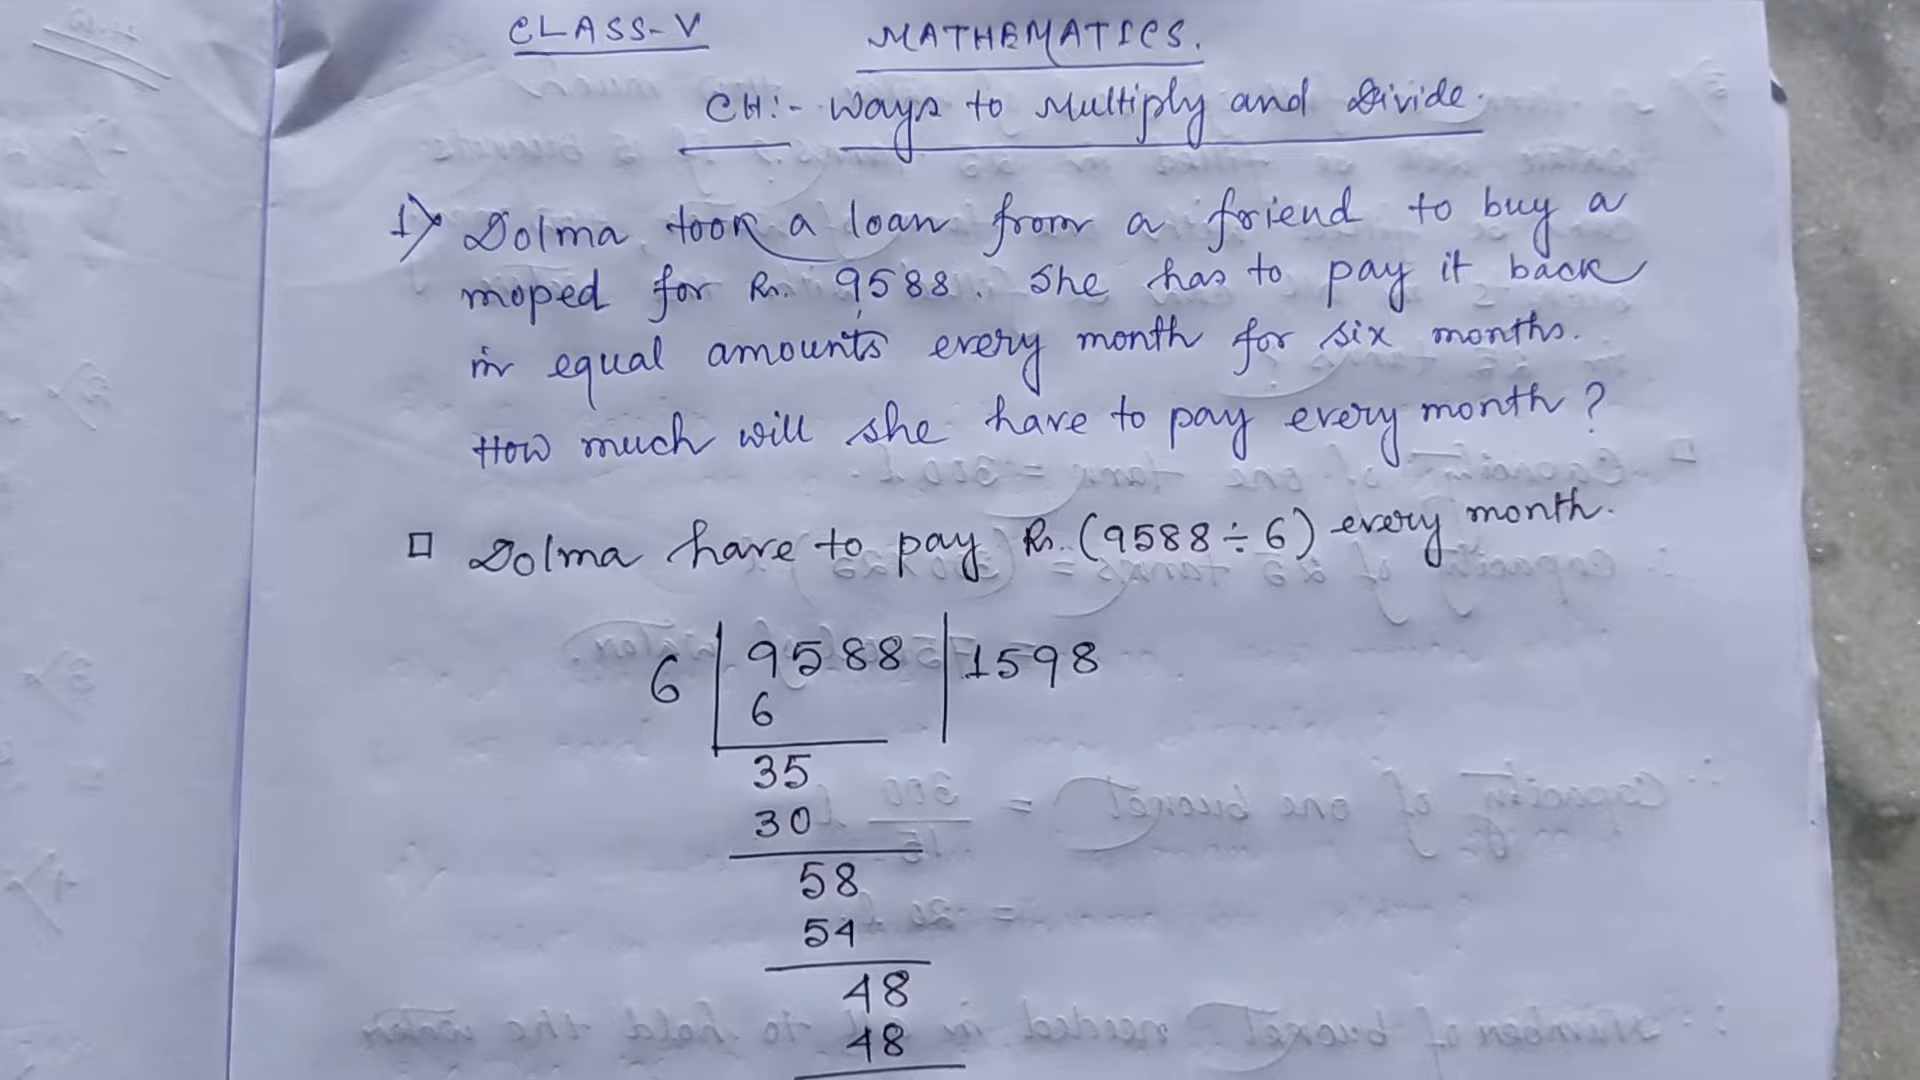 CLASS-V MATHEMATICS.
CH:- Ways to Multiply and Divide.
1) Dolma took a loan from a friend to buy a
moped for Rs. 9588. She has to pay it back
in equal amounts every month for six months.
How much will she have to pay every month?
□ Dolma have to pay Rs. (9588÷6) every month.
6 | 9588 | 1598
6
35
30
58
54
48
48